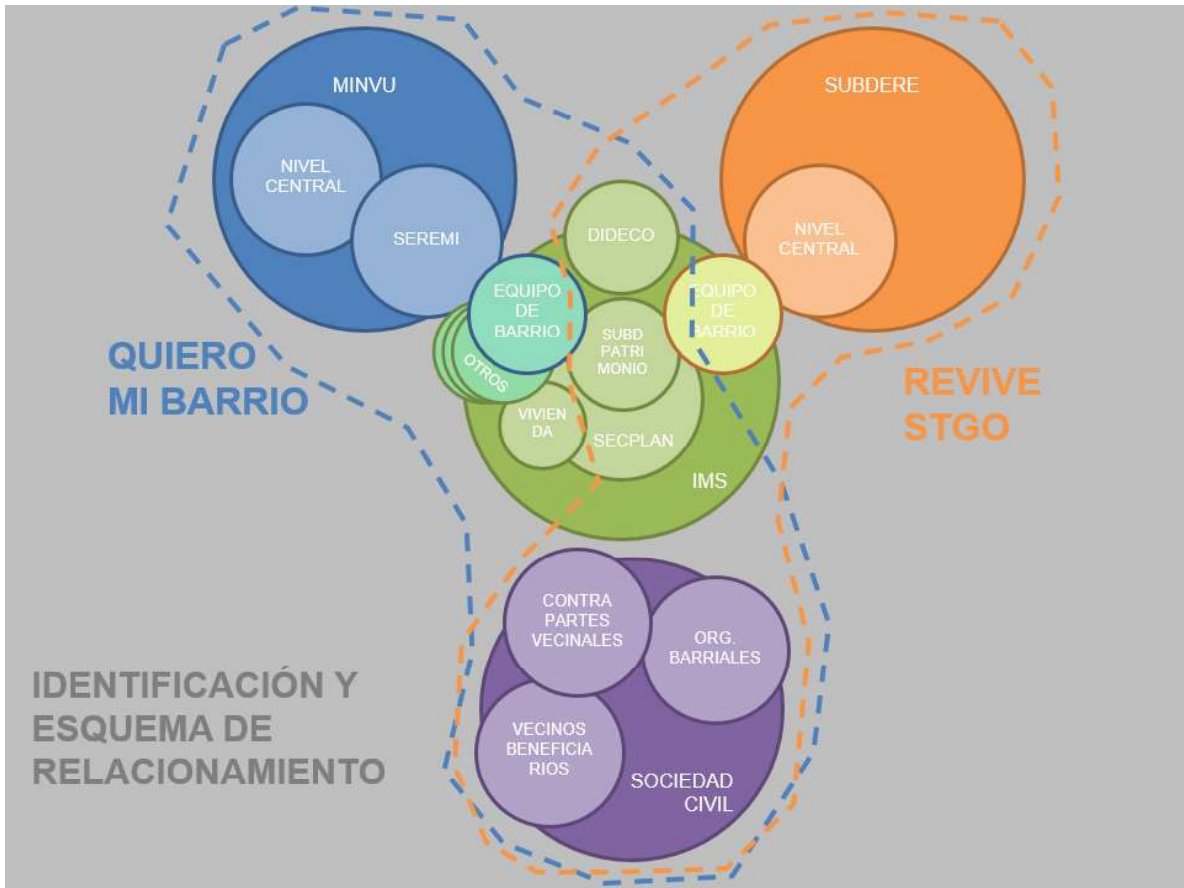 MINVU
NIVEL
CENTRAL
SEREMI
SUBDERE
NIVEL
CENTRAL
DIDECO
EQUIPO
DE
BARRIO
EQUIPO
DE
BARRIO
SUBD
PATRI
MONIO
OTROS
VIVIEN
DA
SECPLAN
IMS
QUIERO
MI BARRIO
REVIVE
STGO
CONTRA
PARTES
VECINALES
ORG.
BARRIALES
VECINOS
BENEFICIA
RIOS
SOCIEDAD
CIVIL
IDENTIFICACIÓN Y
ESQUEMA DE
RELACIONAMIENTO